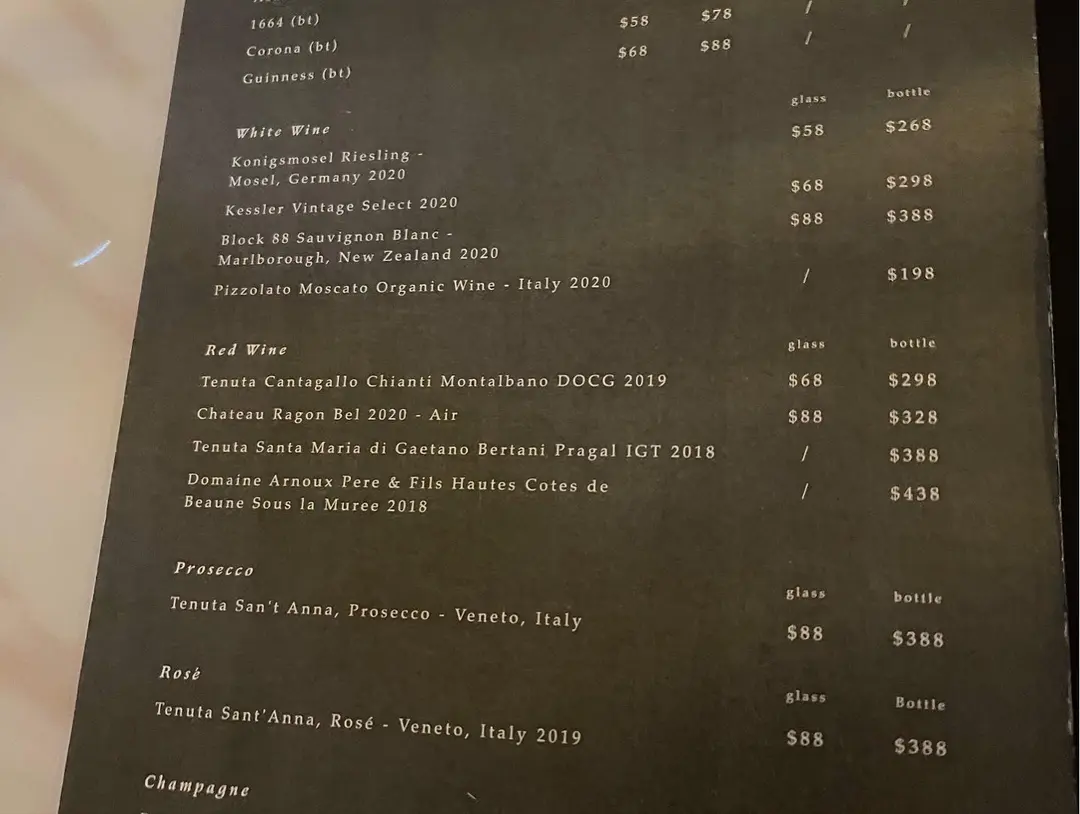 1664 (bt) $58 $78 / /
Corona (bt) $68 $88 / /
Guinness (bt)
glass bottle
White Wine $58 $268
Konigsmosel Riesling -
Mosel, Germany 2020
Kessler Vintage Select 2020 $68 $298
Block 88 Sauvignon Blanc - $88 $388
Marlborough, New Zealand 2020
Pizzolato Moscato Organic Wine - Italy 2020 / $198
Red Wine glass bottle
Tenuta Cantagallo Chianti Montalbano DOCG 2019 $68 $298
Chateau Ragon Bel 2020 - Air $88 $328
Tenuta Santa Maria di Gaetano Bertani Pragal IGT 2018 / $388
Domaine Arnoux Pere & Fils Hautes Cotes de / $438
Beaune Sous la Muree 2018
Prosecco glass bottle
Tenuta San't Anna, Prosecco - Veneto, Italy $88 $388
Rosé glass Bottle
Tenuta Sant'Anna, Rosé - Veneto, Italy 2019 $88 $388
Champagne